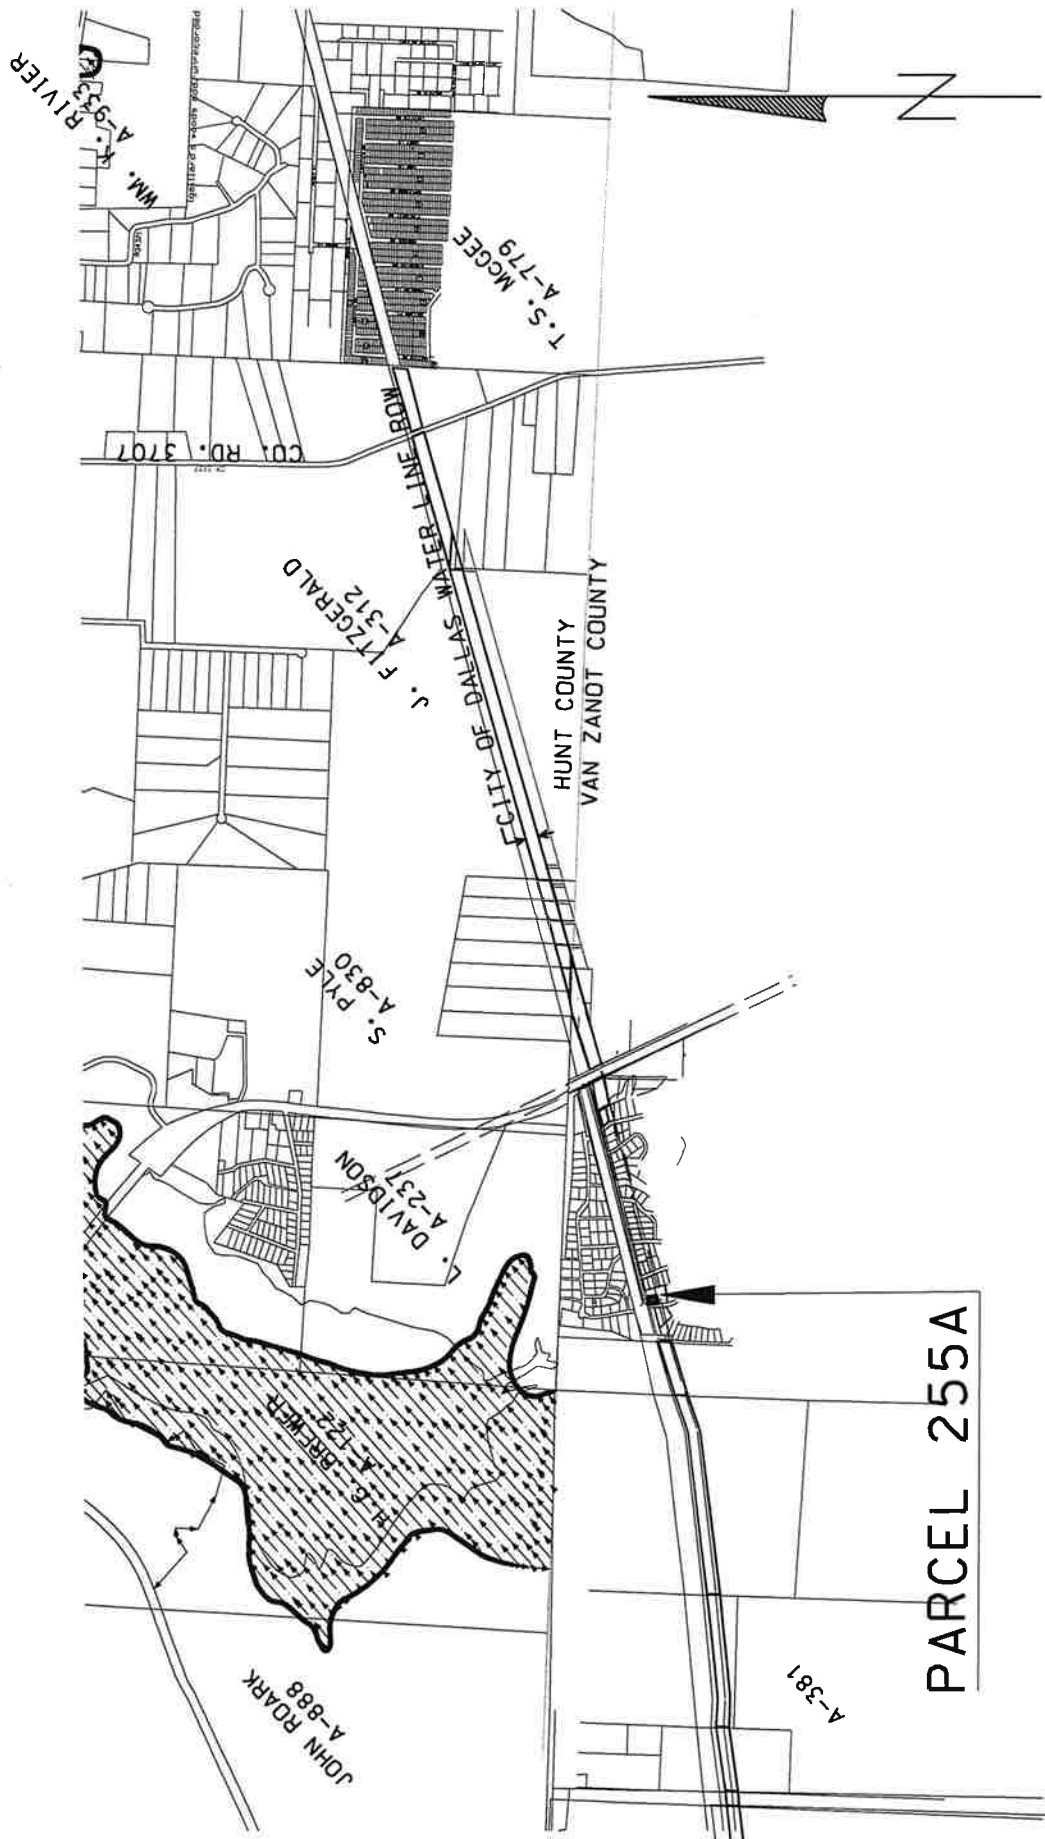 WM. K. RIVIER
A-933
T.S. McGEE
A-779
CO. RD. 3707
CITY OF DALLAS WATER LINE ROW
J. FITZGERALD
A-312
HUNT COUNTY
VAN ZANDT COUNTY
S. PYLE
A-830
L. DAVIDSON
A-237
H.G. BREWER
A-122
JOHN ROARK
A-888
A-381
PARCEL 255A
N